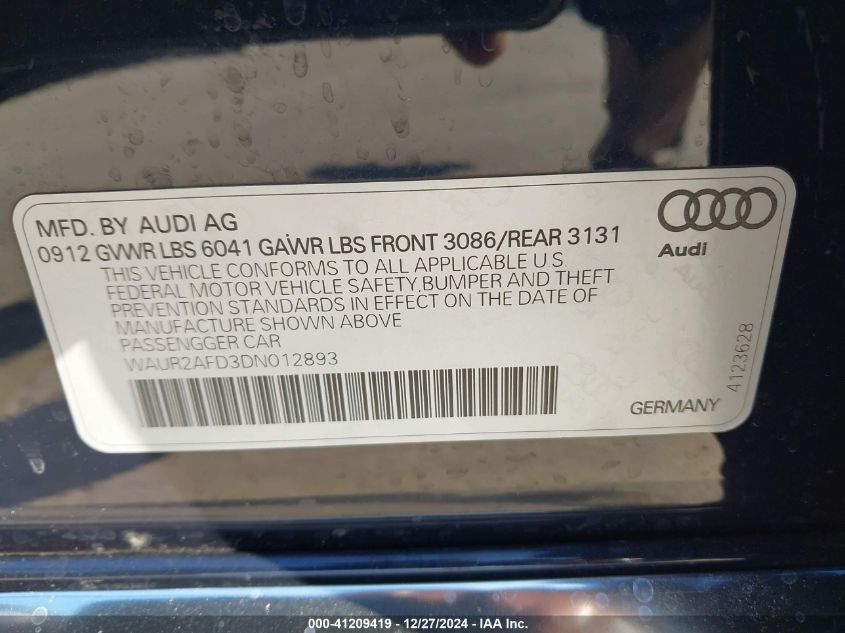 MFD. BY AUDI AG
0912 GVWR LBS 6041 GAWR LBS FRONT 3086/REAR 3131
THIS VEHICLE CONFORMS TO ALL APPLICABLE U.S.
FEDERAL MOTOR VEHICLE SAFETY,BUMPER AND THEFT
PREVENTION STANDARDS IN EFFECT ON THE DATE OF
MANUFACTURE SHOWN ABOVE
PASSENGGER CAR
WAUR2AFD3DN012893
Audi
4123628
GERMANY
000-41209419 - 12/27/2024 - IAAI.COM